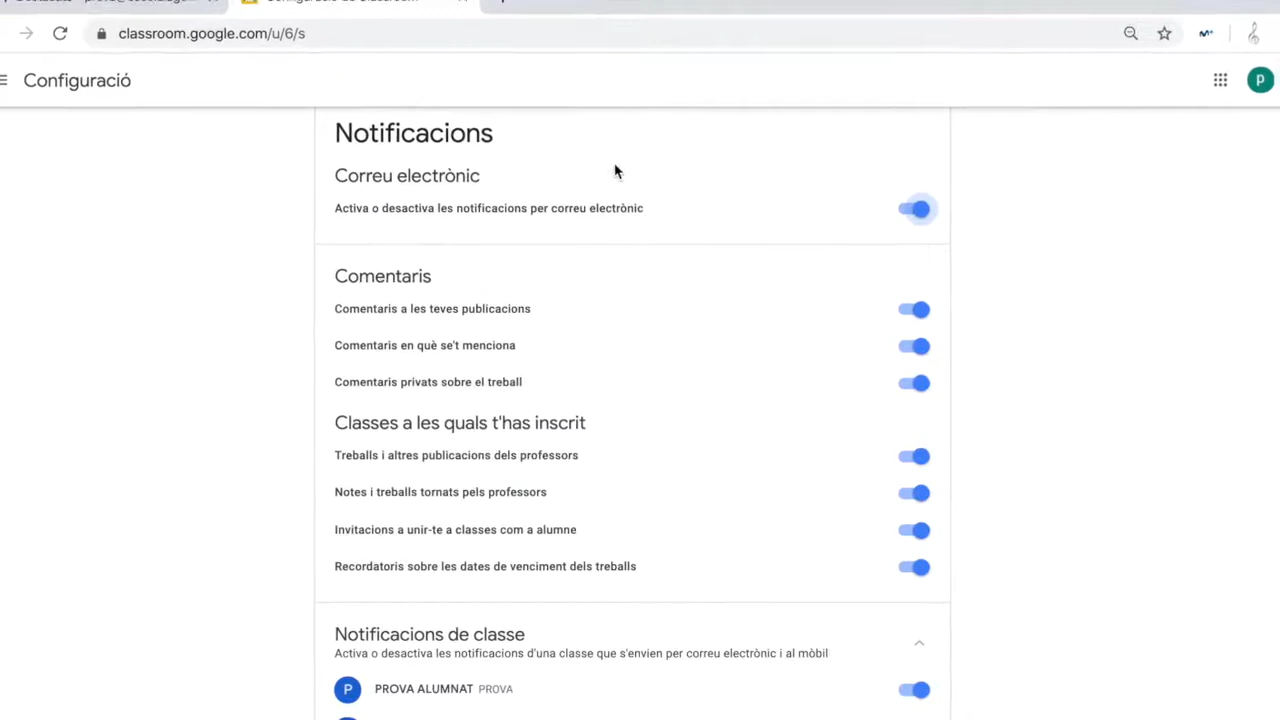 classroom.google.com/u/6/s
Configuració
P
Notificacions
Correu electrònic
Activa o desactiva les notificacions per correu electrònic
Comentaris
Comentaris a les teves publicacions
Comentaris en què se't menciona
Comentaris privats sobre el treball
Classes a les quals t'has inscrit
Treballs i altres publicacions dels professors
Notes i treballs tornats pels professors
Invitacions a unir-te a classes com a alumne
Recordatoris sobre les dates de venciment dels treballs
Notificacions de classe
Activa o desactiva les notificacions d'una classe que s'envien per correu electrònic i al mòbil
P PROVA ALUMNAT PROVA